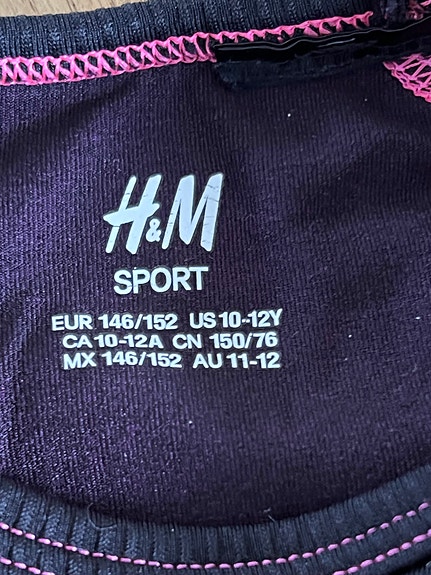 H&M
SPORT
EUR 146/152 US 10-12Y
CA 10-12A CN 150/76
MX 146/152 AU 11-12